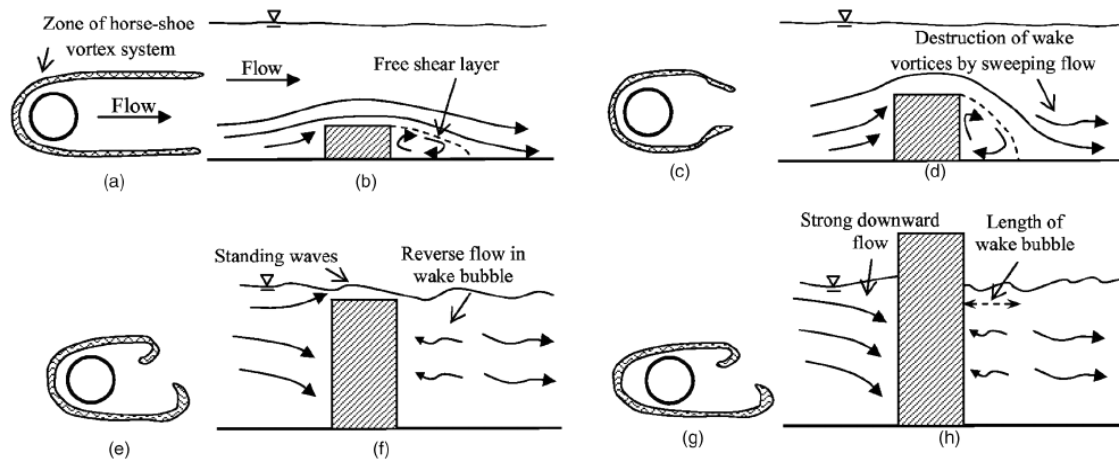 Zone of horse-shoe
vortex system
Flow
Flow
Free shear layer
(a)
(b)
Destruction of wake
vortices by sweeping flow
(c)
(d)
Standing waves
Reverse flow in
wake bubble
(e)
(f)
Strong downward
flow
Length of
wake bubble
(g)
(h)